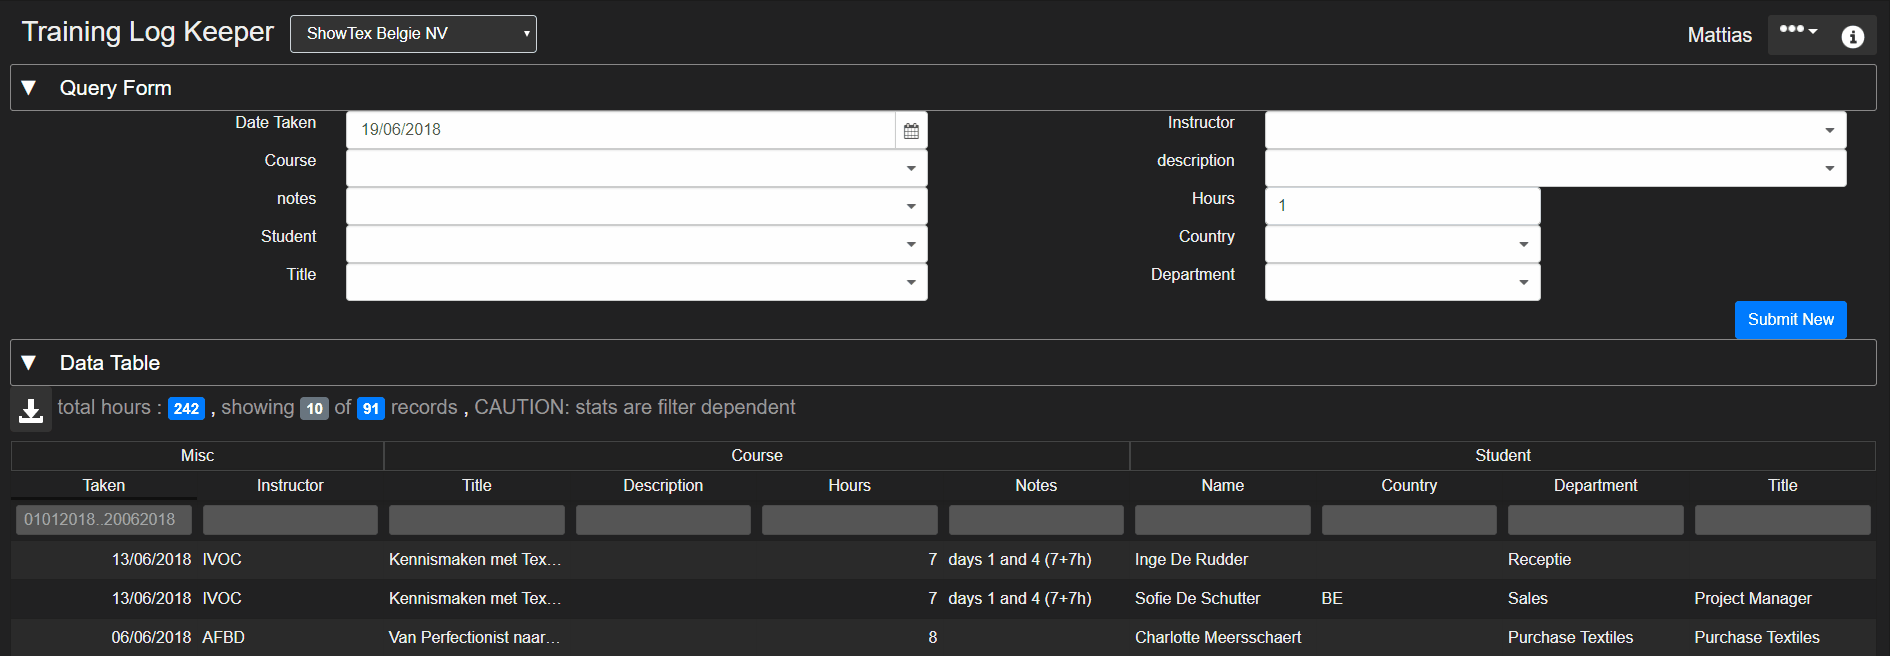 Training Log Keeper ShowTex Belgie NV Mattias
Query Form
Date Taken 19/06/2018 Instructor
Course description
notes Hours 1
Student Country
Title Department
Submit New
Data Table
total hours : 242 , showing 10 of 91 records , CAUTION: stats are filter dependent
Misc Course Student
Taken Instructor Title Description Hours Notes Name Country Department Title
01012018..20062018
13/06/2018 IVOC Kennismaken met Tex... 7 days 1 and 4 (7+7h) Inge De Rudder Receptie
13/06/2018 IVOC Kennismaken met Tex... 7 days 1 and 4 (7+7h) Sofie De Schutter BE Sales Project Manager
06/06/2018 AFBD Van Perfectionist naar... 8 Charlotte Meersschaert Purchase Textiles Purchase Textiles